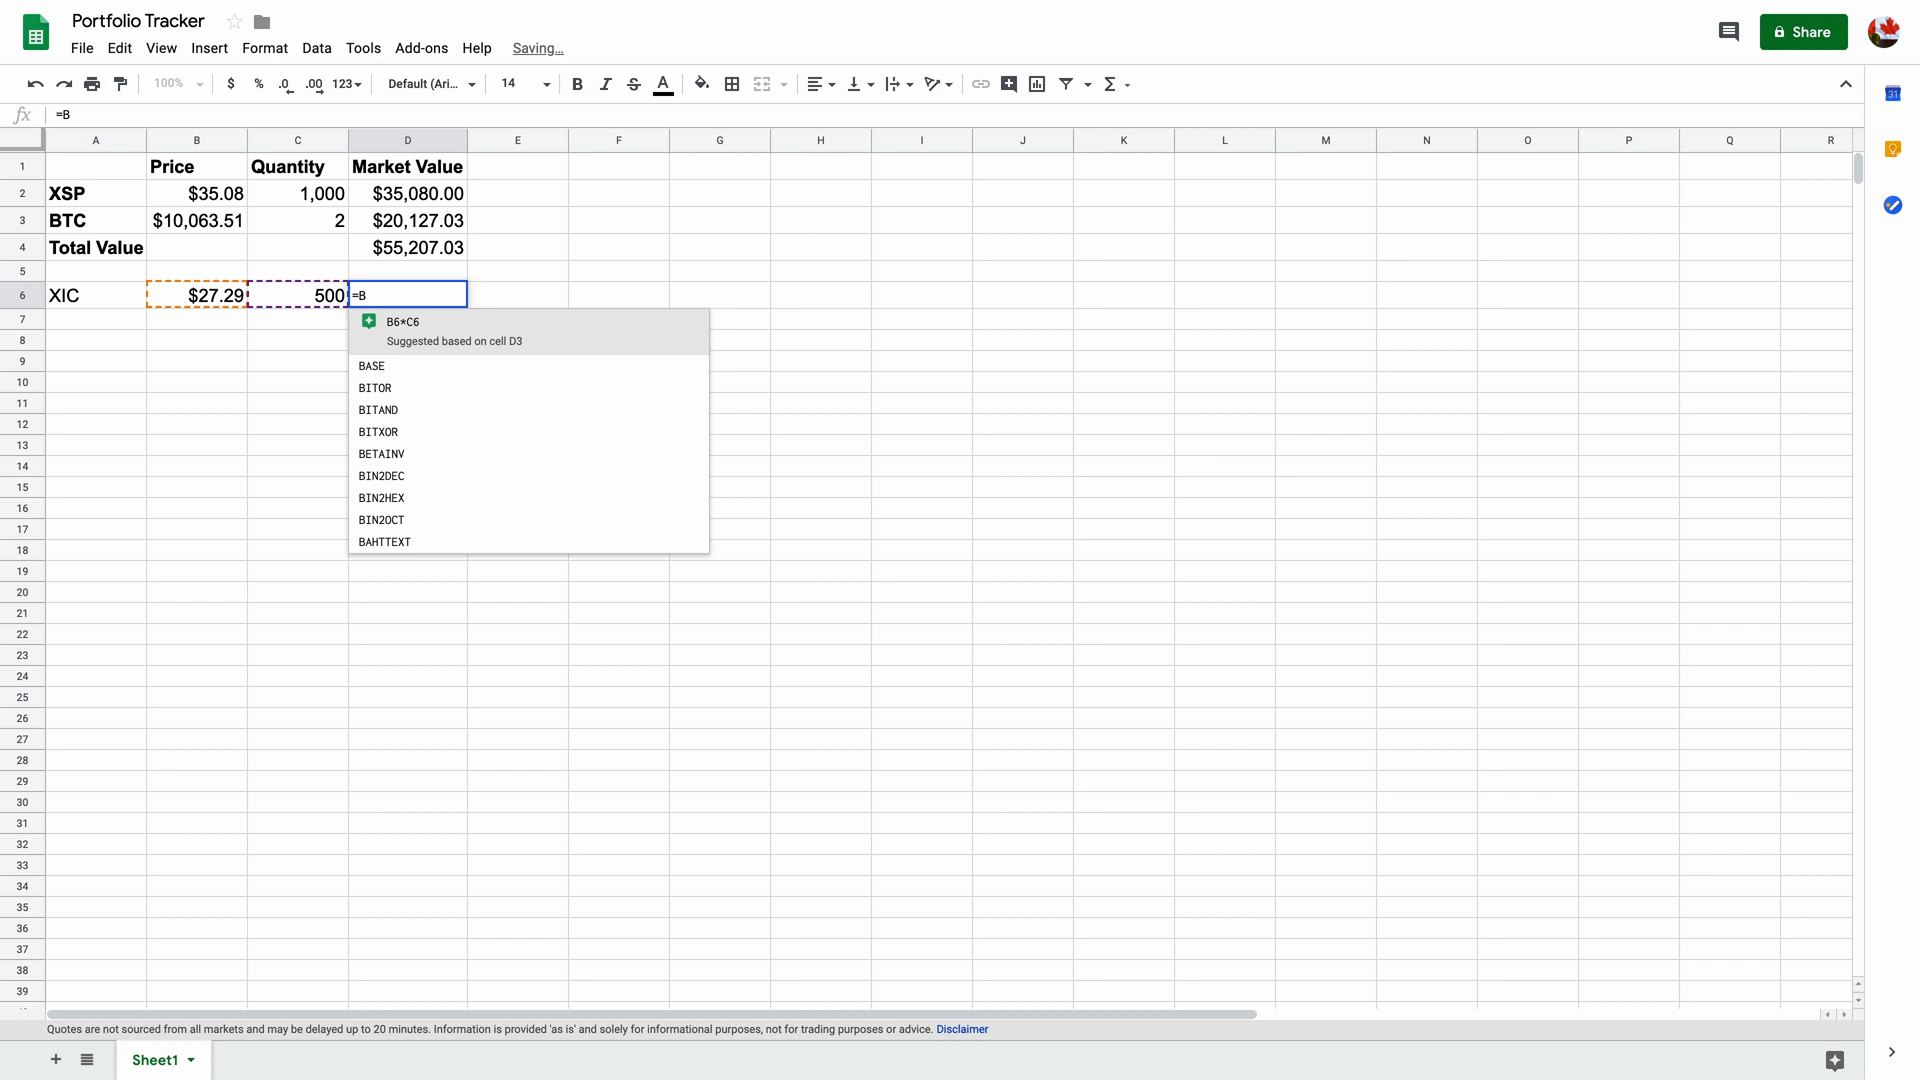 Portfolio Tracker
File Edit View Insert Format Data Tools Add-ons Help Saving...
Share
100% $ % .0 .00 123 Default (Ari... 14 B I S A Σ
31
fx =B
A B C D E F G H I J K L M N O P Q R
1 Price Quantity Market Value
2 XSP $35.08 1,000 $35,080.00
3 BTC $10,063.51 2 $20,127.03
4 Total Value $55,207.03
5
6 XIC $27.29 500 =B
7
B6*C6
8
Suggested based on cell D3
9
BASE
10
BITOR
11
BITAND
12
BITXOR
13
BETAINV
14
BIN2DEC
15
BIN2HEX
16
BIN2OCT
17
BAHTTEXT
18
19
20
21
22
23
24
25
26
27
28
29
30
31
32
33
34
35
36
37
38
39
Quotes are not sourced from all markets and may be delayed up to 20 minutes. Information is provided 'as is' and solely for informational purposes, not for trading purposes or advice. Disclaimer
Sheet1